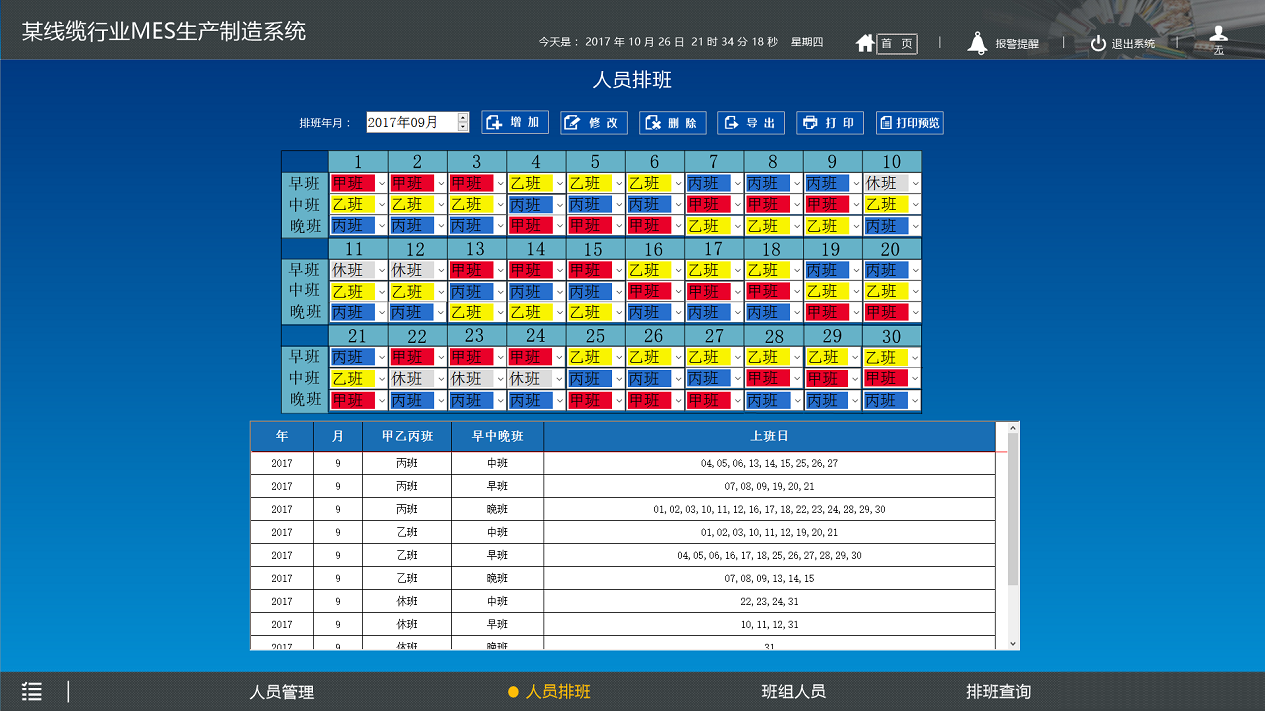 某线缆行业MES生产制造系统
今天是： 2017 年 10 月 26 日 21 时 34 分 18 秒 星期四
首 页 | 报警提醒 | 退出系统 | 无
人员排班
排班年月： 2017年09月 增 加 修 改 删 除 导 出 打 印 打印预览
1 2 3 4 5 6 7 8 9 10
早班 甲班 甲班 甲班 乙班 乙班 乙班 丙班 丙班 丙班 休班
中班 乙班 乙班 乙班 丙班 丙班 丙班 甲班 甲班 甲班 乙班
晚班 丙班 丙班 丙班 甲班 甲班 甲班 乙班 乙班 乙班 丙班
11 12 13 14 15 16 17 18 19 20
早班 休班 休班 甲班 甲班 甲班 乙班 乙班 乙班 丙班 丙班
中班 乙班 乙班 丙班 丙班 丙班 甲班 甲班 甲班 乙班 乙班
晚班 丙班 丙班 乙班 乙班 乙班 丙班 丙班 丙班 甲班 甲班
21 22 23 24 25 26 27 28 29 30
早班 丙班 甲班 甲班 甲班 乙班 乙班 乙班 乙班 乙班 乙班
中班 乙班 休班 休班 休班 丙班 丙班 丙班 甲班 甲班 甲班
晚班 甲班 丙班 丙班 丙班 甲班 甲班 甲班 丙班 丙班 丙班
年 月 甲乙丙班 早中晚班 上班日
2017 9 丙班 中班 04, 05, 06, 13, 14, 15, 25, 26, 27
2017 9 丙班 早班 07, 08, 09, 19, 20, 21
2017 9 丙班 晚班 01, 02, 03, 10, 11, 12, 16, 17, 18, 22, 23, 24, 28, 29, 30
2017 9 乙班 中班 01, 02, 03, 10, 11, 12, 19, 20, 21
2017 9 乙班 早班 04, 05, 06, 16, 17, 18, 25, 26, 27, 28, 29, 30
2017 9 乙班 晚班 07, 08, 09, 13, 14, 15
2017 9 休班 中班 22, 23, 24, 31
2017 9 休班 早班 10, 11, 12, 31
2017 9 休班 晚班 31
人员管理 人员排班 班组人员 排班查询